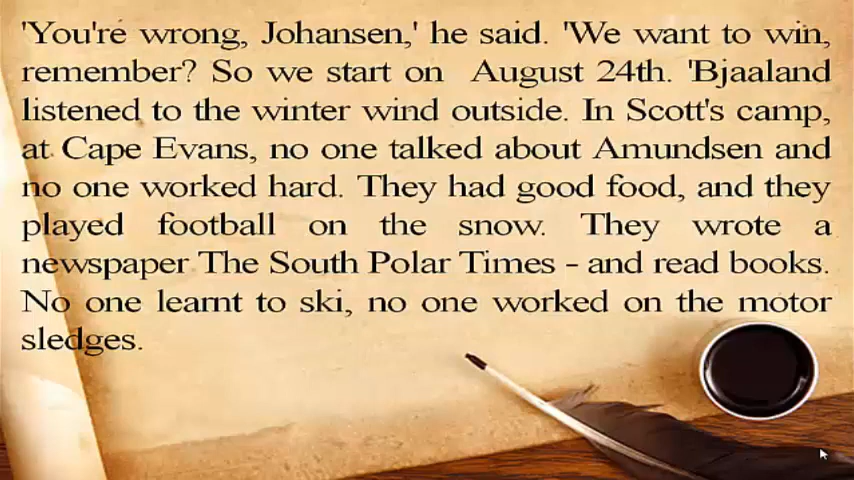 'You're wrong, Johansen,' he said. 'We want to win,
remember? So we start on August 24th. 'Bjaaland
listened to the winter wind outside. In Scott's camp,
at Cape Evans, no one talked about Amundsen and
no one worked hard. They had good food, and they
played football on the snow. They wrote a
newspaper The South Polar Times - and read books.
No one learnt to ski, no one worked on the motor
sledges.